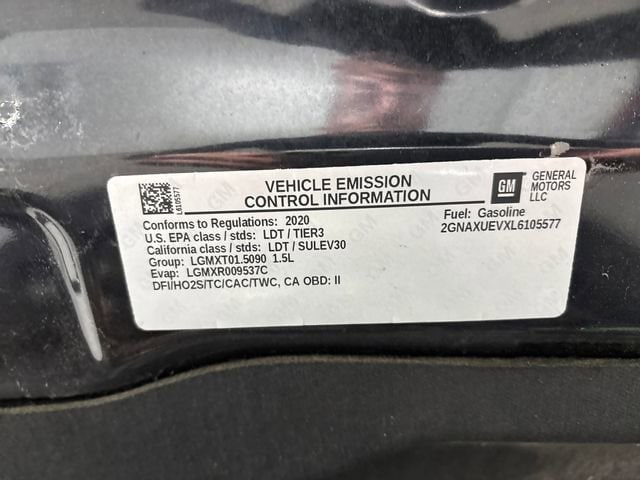 VEHICLE EMISSION
CONTROL INFORMATION
GM
GENERAL
MOTORS
LLC
L6105577
Conforms to Regulations: 2020
U.S. EPA class / stds: LDT / TIER3
California class / stds: LDT / SULEV30
Group: LGMXT01.5090 1.5L
Evap: LGMXR009537C
DFI/HO2S/TC/CAC/TWC, CA OBD: II
Fuel: Gasoline
2GNAXUEVXL6105577